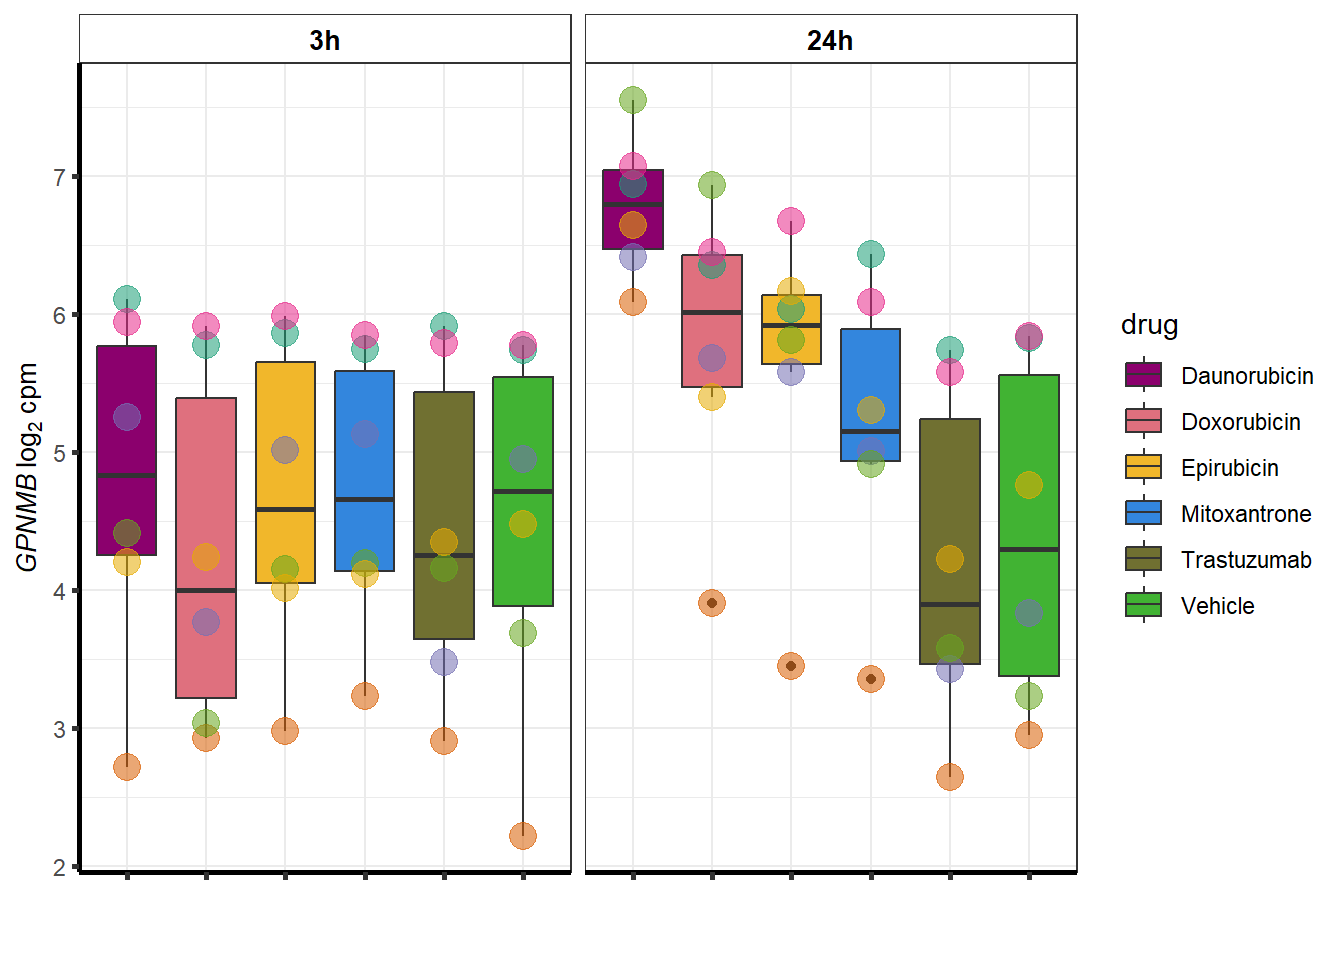 3h
24h
7
6
5
4
3
2
GPNMB log2 cpm
drug
Daunorubicin
Doxorubicin
Epirubicin
Mitoxantrone
Trastuzumab
Vehicle